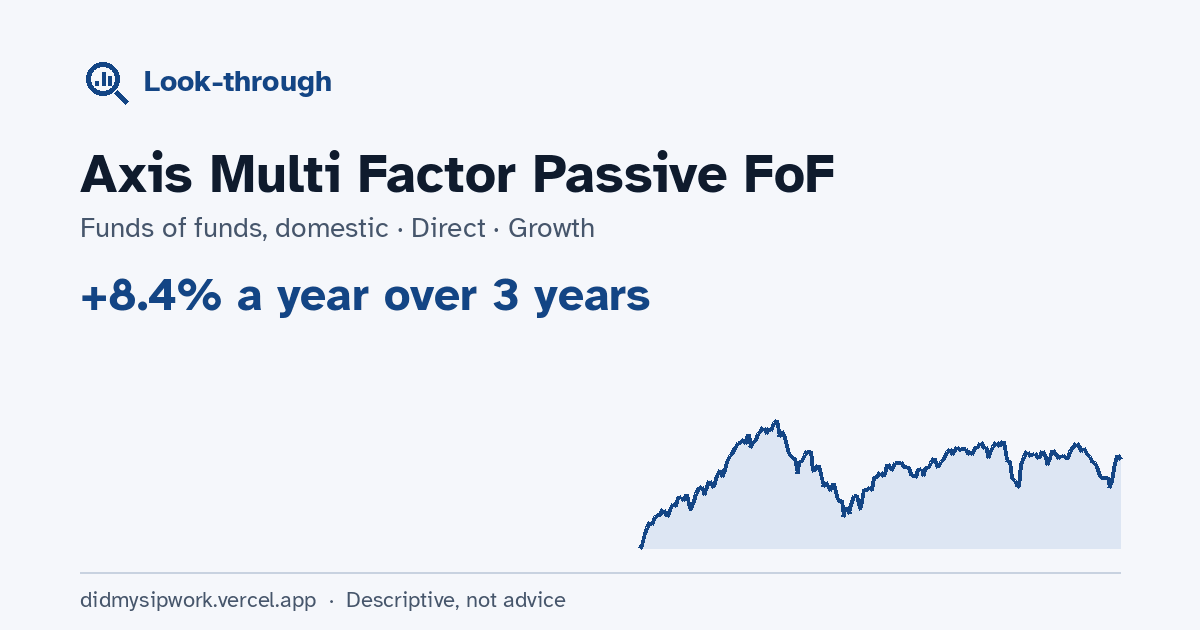 Look-through
Axis Multi Factor Passive FoF
Funds of funds, domestic · Direct · Growth
+8.4% a year over 3 years
didmysipwork.vercel.app · Descriptive, not advice